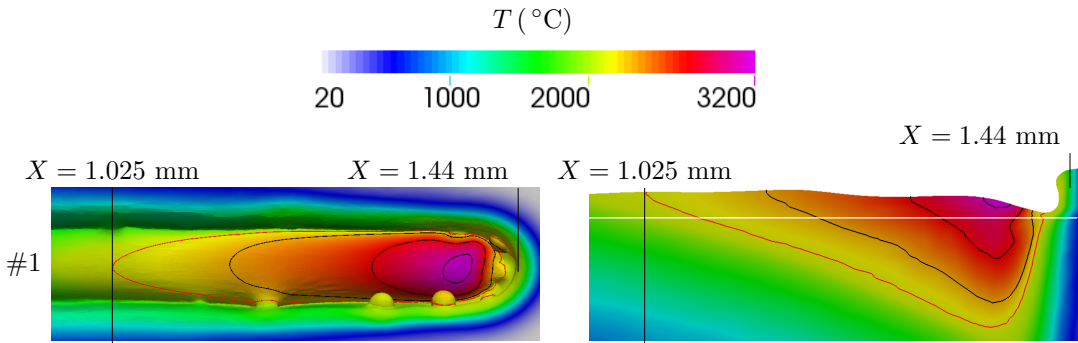 T (°C)
20 1000 2000 3200
X = 1.44 mm
X = 1.025 mm X = 1.44 mm X = 1.025 mm
#1